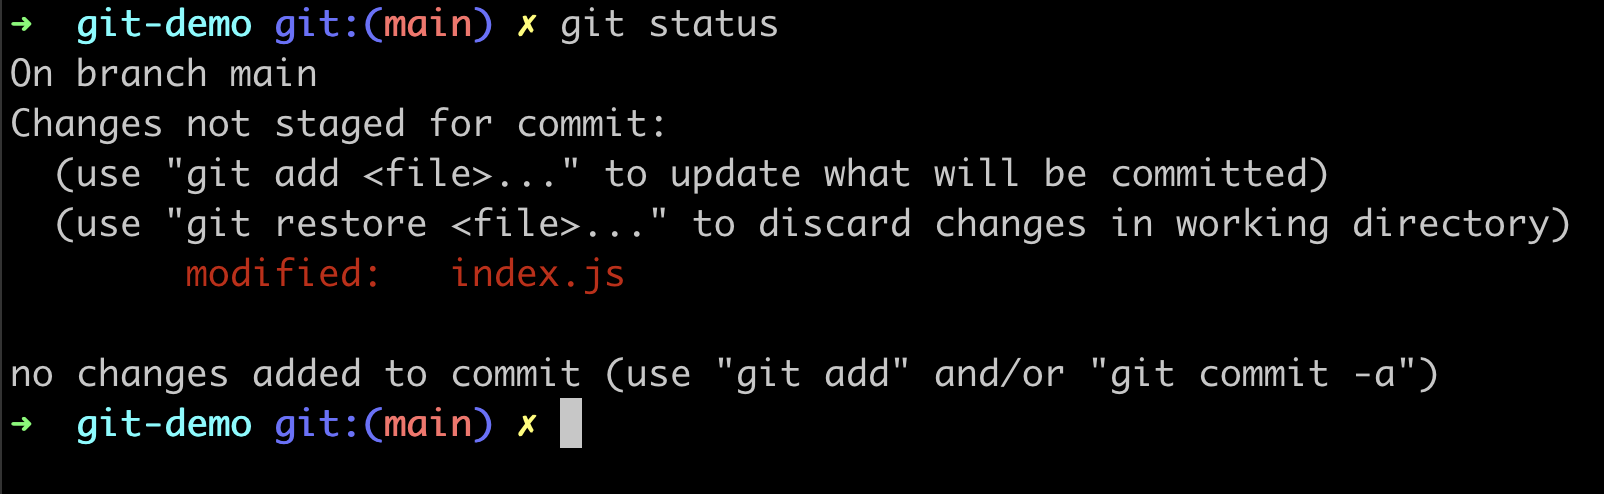 ➜  git-demo git:(main) ✗ git status
On branch main
Changes not staged for commit:
  (use "git add <file>..." to update what will be committed)
  (use "git restore <file>..." to discard changes in working directory)
        modified:   index.js

no changes added to commit (use "git add" and/or "git commit -a")
➜  git-demo git:(main) ✗